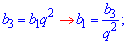 b₃ = b₁q² → b₁ = b₃/q²;